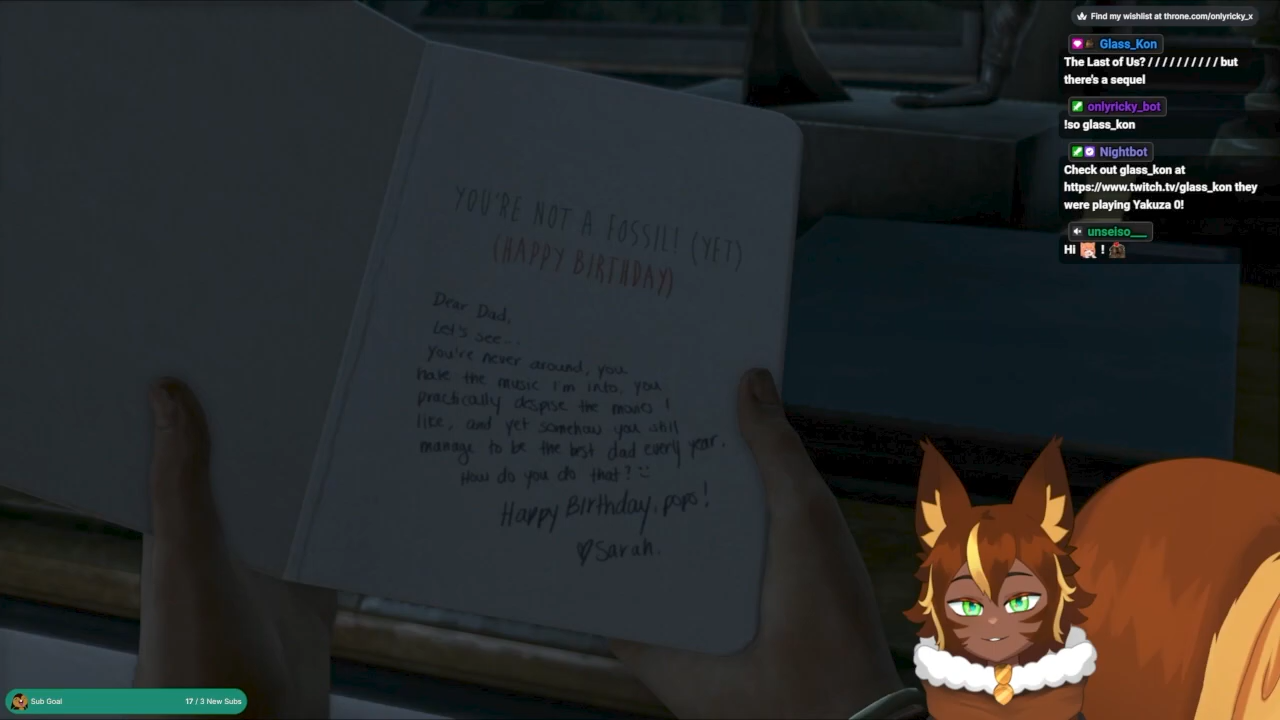 YOU'RE NOT A FOSSIL! (YET)
(HAPPY BIRTHDAY)
Dear Dad,
Let's see...
you're never around, you
hate the music i'm into, you
practically despise the movies i
like, and yet somehow you still
manage to be the best dad every year.
How do you do that? :)
Happy Birthday, pops!
♡Sarah.
Find my wishlist at throne.com/onlyricky_x
Glass_Kon
The Last of Us? / / / / / / / / / / but
there's a sequel
onlyricky_bot
!so glass_kon
Nightbot
Check out glass_kon at
https://www.twitch.tv/glass_kon they
were playing Yakuza 0!
unseiso___
Hi !
Sub Goal
17 / 3 New Subs